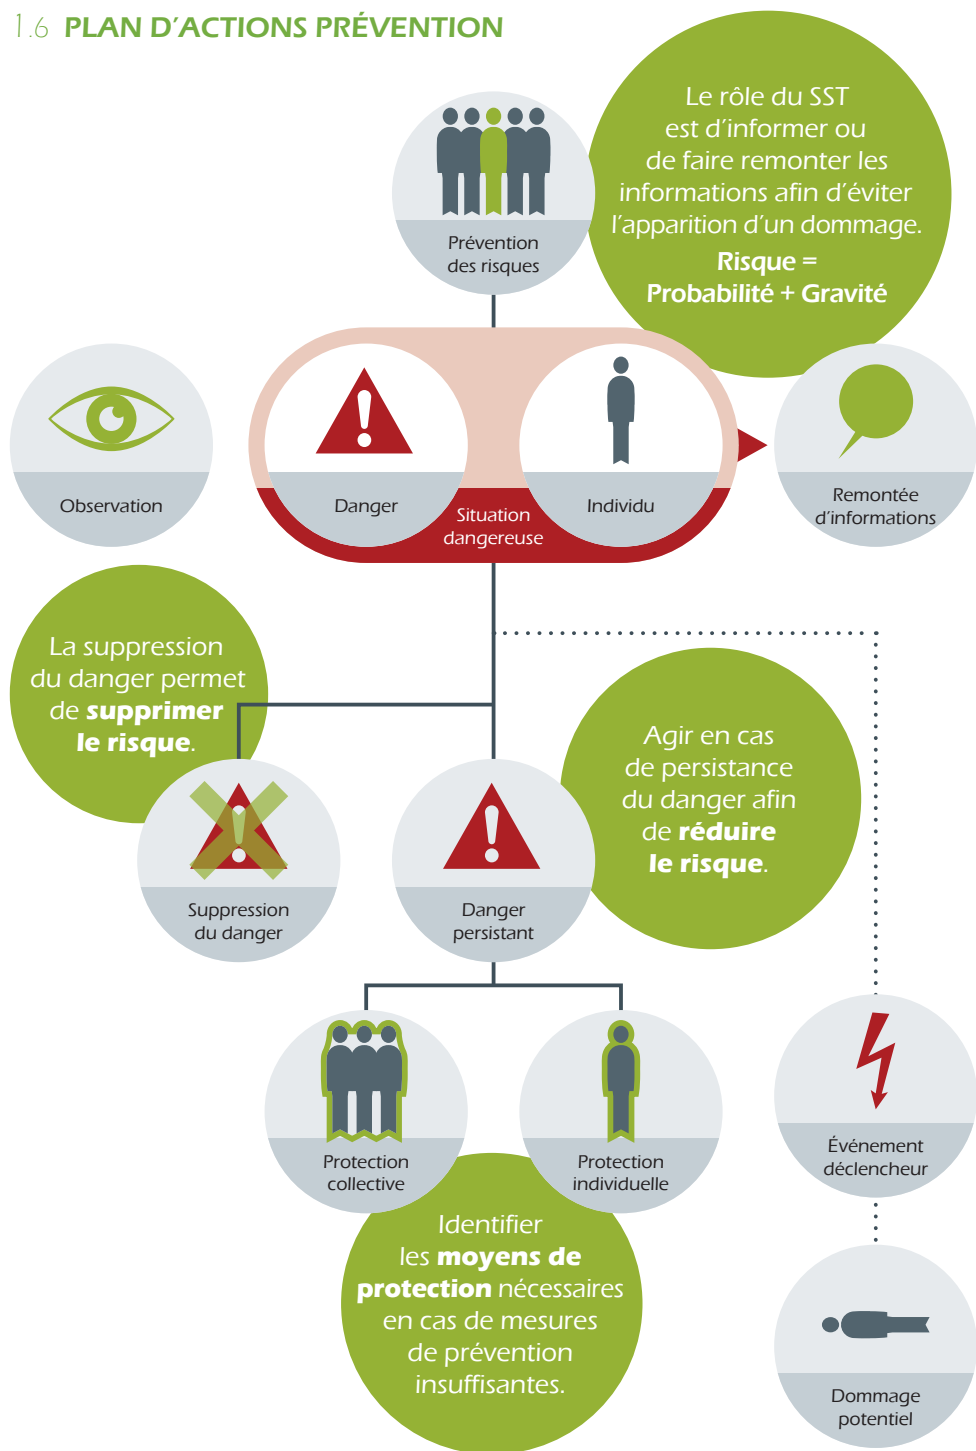 1.6 PLAN D’ACTIONS PRÉVENTION
Le rôle du SST
est d’informer ou
de faire remonter les
informations afin d’éviter
l’apparition d’un dommage.
Risque =
Probabilité + Gravité
Prévention
des risques
Observation
Danger
Situation
dangereuse
Individu
Remontée
d’informations
La suppression
du danger permet
de supprimer
le risque.
Agir en cas
de persistance
du danger afin
de réduire
le risque.
Suppression
du danger
Danger
persistant
Protection
collective
Protection
individuelle
Événement
déclencheur
Identifier
les moyens de
protection nécessaires
en cas de mesures
de prévention
insuffisantes.
Dommage
potentiel